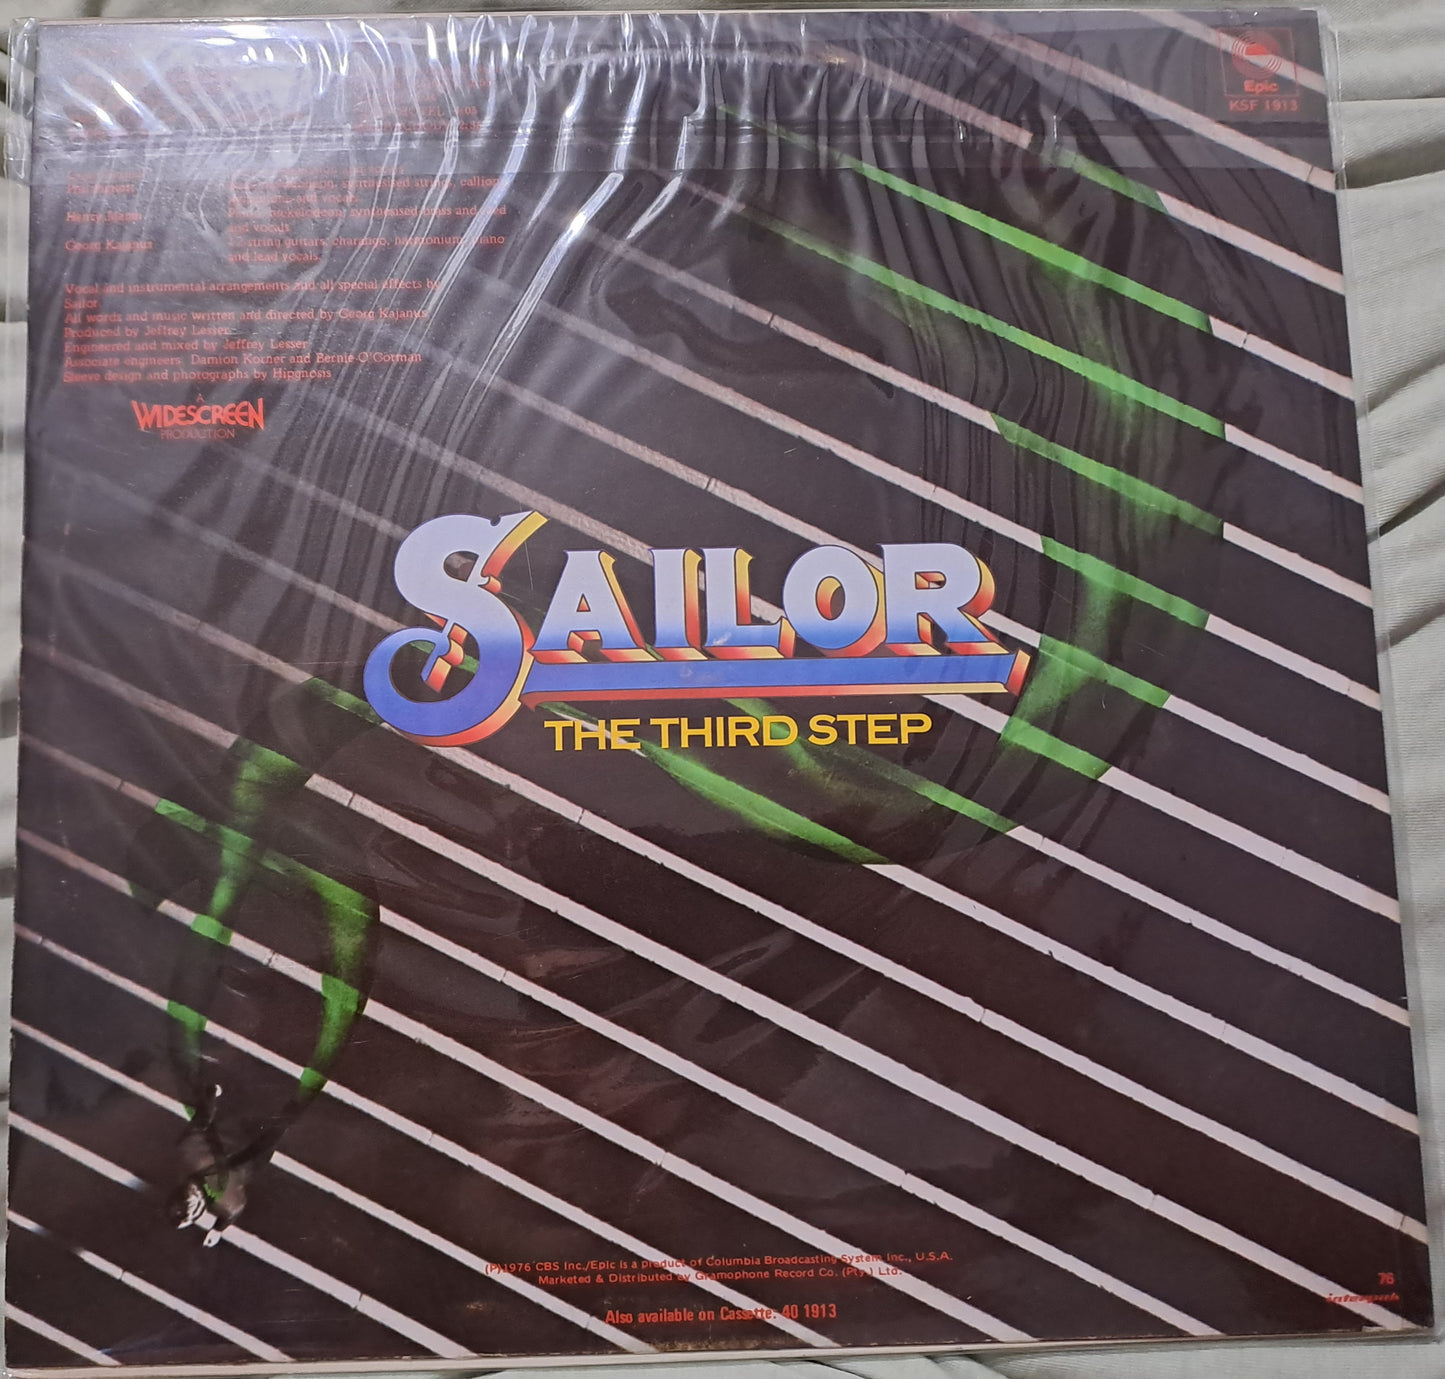 Epic
KSF 1913
synthesised strings, calliope
and vocals
Henry Marsh
nickelodeon, synthesised brass and reed
and vocals
Georg Kajanus
12 string guitars, charango, harmonium, piano
and lead vocals.
Vocal and instrumental arrangements and all special effects by
Sailor.
All words and music written and directed by Georg Kajanus.
Produced by Jeffrey Lesser
Engineered and mixed by Jeffrey Lesser
Associate engineers Damion Korner and Bernie O'Gorman
Sleeve design and photographs by Hipgnosis
A
WIDESCREEN
PRODUCTION
SAILOR
THE THIRD STEP
(P)1976 CBS Inc./Epic is a product of Columbia Broadcasting System Inc., U.S.A.
Marketed & Distributed by Gramophone Record Co. (Pty.) Ltd.
Also available on Cassette: 40 1913
76
interpak